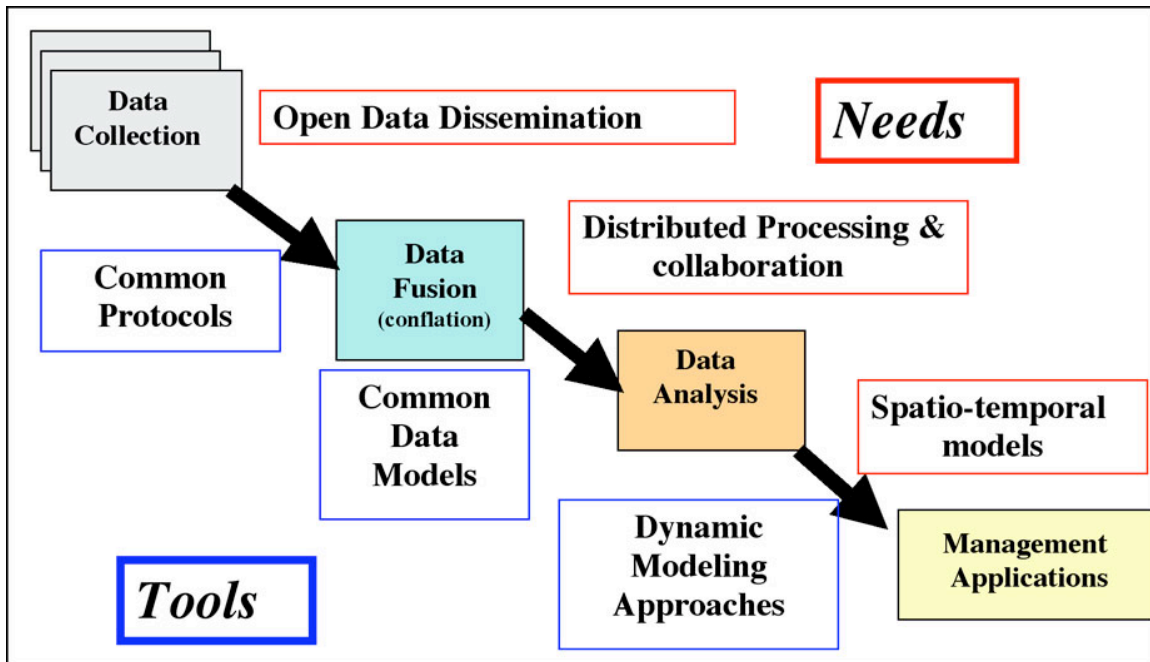 Data
Collection
Open Data Dissemination
Needs
Common
Protocols
Data
Fusion
(conflation)
Distributed Processing &
collaboration
Common
Data
Models
Data
Analysis
Spatio-temporal
models
Dynamic
Modeling
Approaches
Management
Applications
Tools